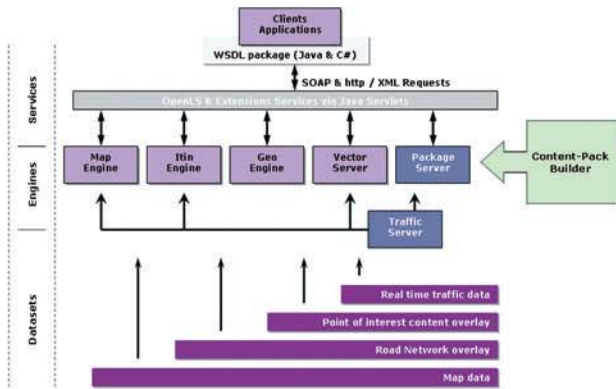 Clients
Applications
WSDL package (Java & C#)
SOAP & http / XML Requests
OpenLS & Extensions Services via Java Servlets
Services
Map
Engine
Itin
Engine
Geo
Engine
Vector
Server
Package
Server
Content-Pack
Builder
Engines
Traffic
Server
Datasets
Real time traffic data
Point of interest content overlay
Road Network overlay
Map data